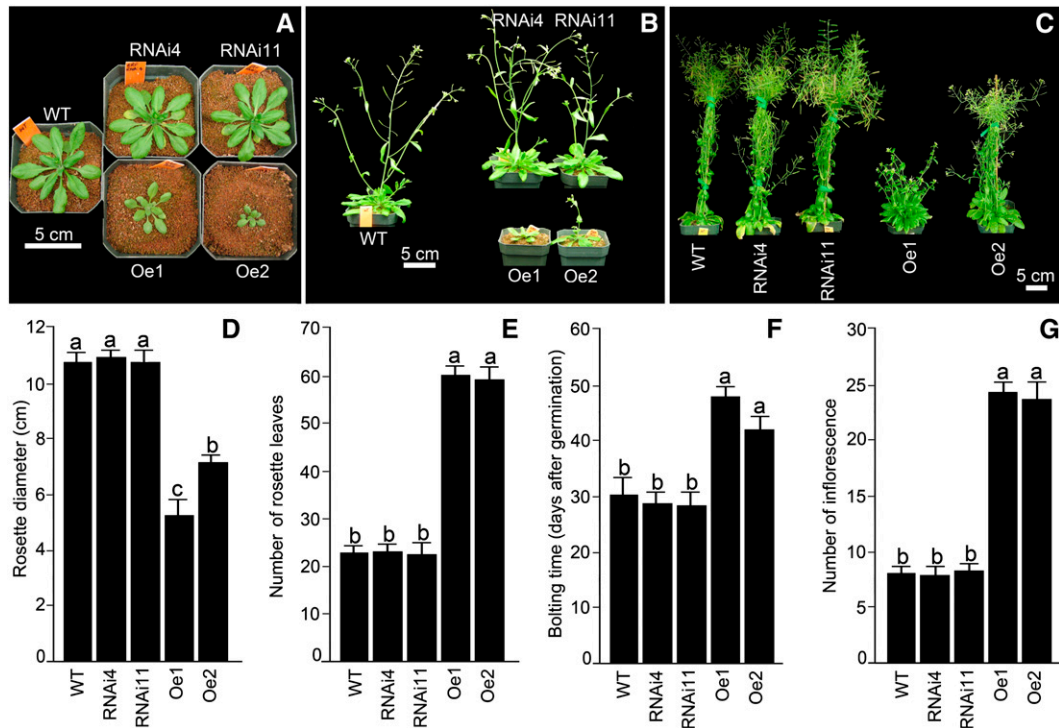 A
RNAi4
RNAi11
WT
5 cm
Oe1
Oe2
B
RNAi4
RNAi11
WT
Oe1
Oe2
C
WT
RNAi4
RNAi11
Oe1
Oe2
5 cm
D
12
10
8
6
4
2
0
Rosette diameter (cm)
a
a
a
c
b
WT
RNAi4
RNAi11
Oe1
Oe2
E
70
60
50
40
30
20
10
0
Number of rosette leaves
b
b
b
a
a
WT
RNAi4
RNAi11
Oe1
Oe2
F
60
50
40
30
20
10
0
Bolting time (days after germination)
b
b
b
a
a
WT
RNAi4
RNAi11
Oe1
Oe2
G
30
25
20
15
10
5
0
Number of inflorescence
b
b
b
a
a
WT
RNAi4
RNAi11
Oe1
Oe2